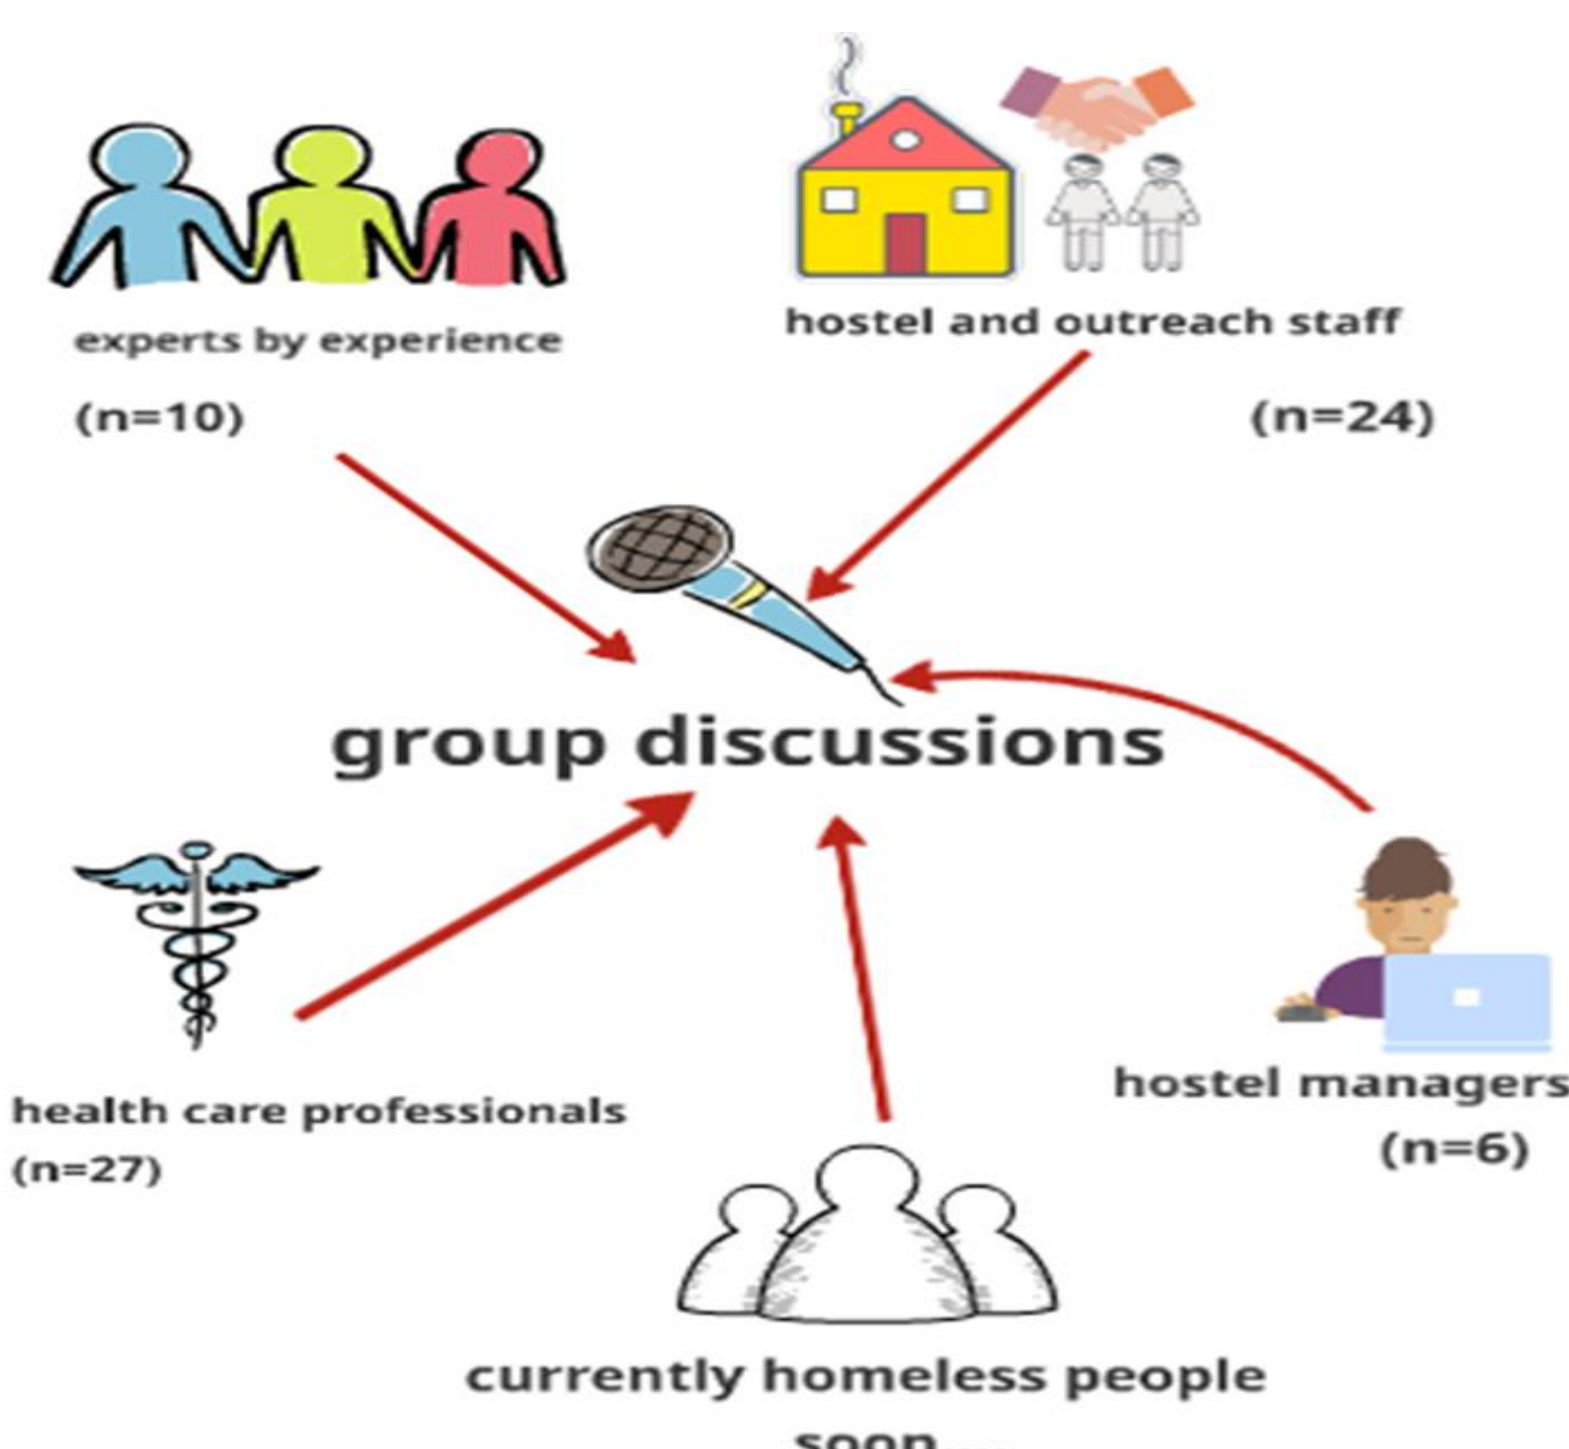 experts by experience
(n=10)
hostel and outreach staff
(n=24)
group discussions
health care professionals
(n=27)
hostel managers
(n=6)
currently homeless people
soon....